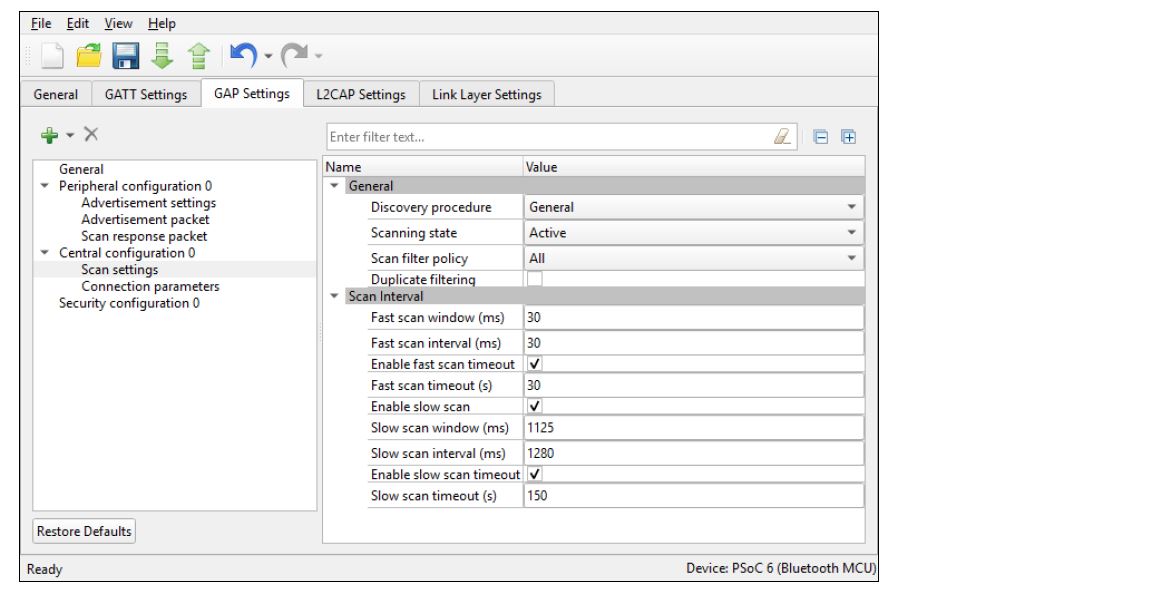 File Edit View Help
General GATT Settings GAP Settings L2CAP Settings Link Layer Settings
Enter filter text...
General
Peripheral configuration 0
Advertisement settings
Advertisement packet
Scan response packet
Central configuration 0
Scan settings
Connection parameters
Security configuration 0
Name Value
General
Discovery procedure General
Scanning state Active
Scan filter policy All
Duplicate filtering
Scan Interval
Fast scan window (ms) 30
Fast scan interval (ms) 30
Enable fast scan timeout
Fast scan timeout (s) 30
Enable slow scan
Slow scan window (ms) 1125
Slow scan interval (ms) 1280
Enable slow scan timeout
Slow scan timeout (s) 150
Restore Defaults
Ready Device: PSoC 6 (Bluetooth MCU)